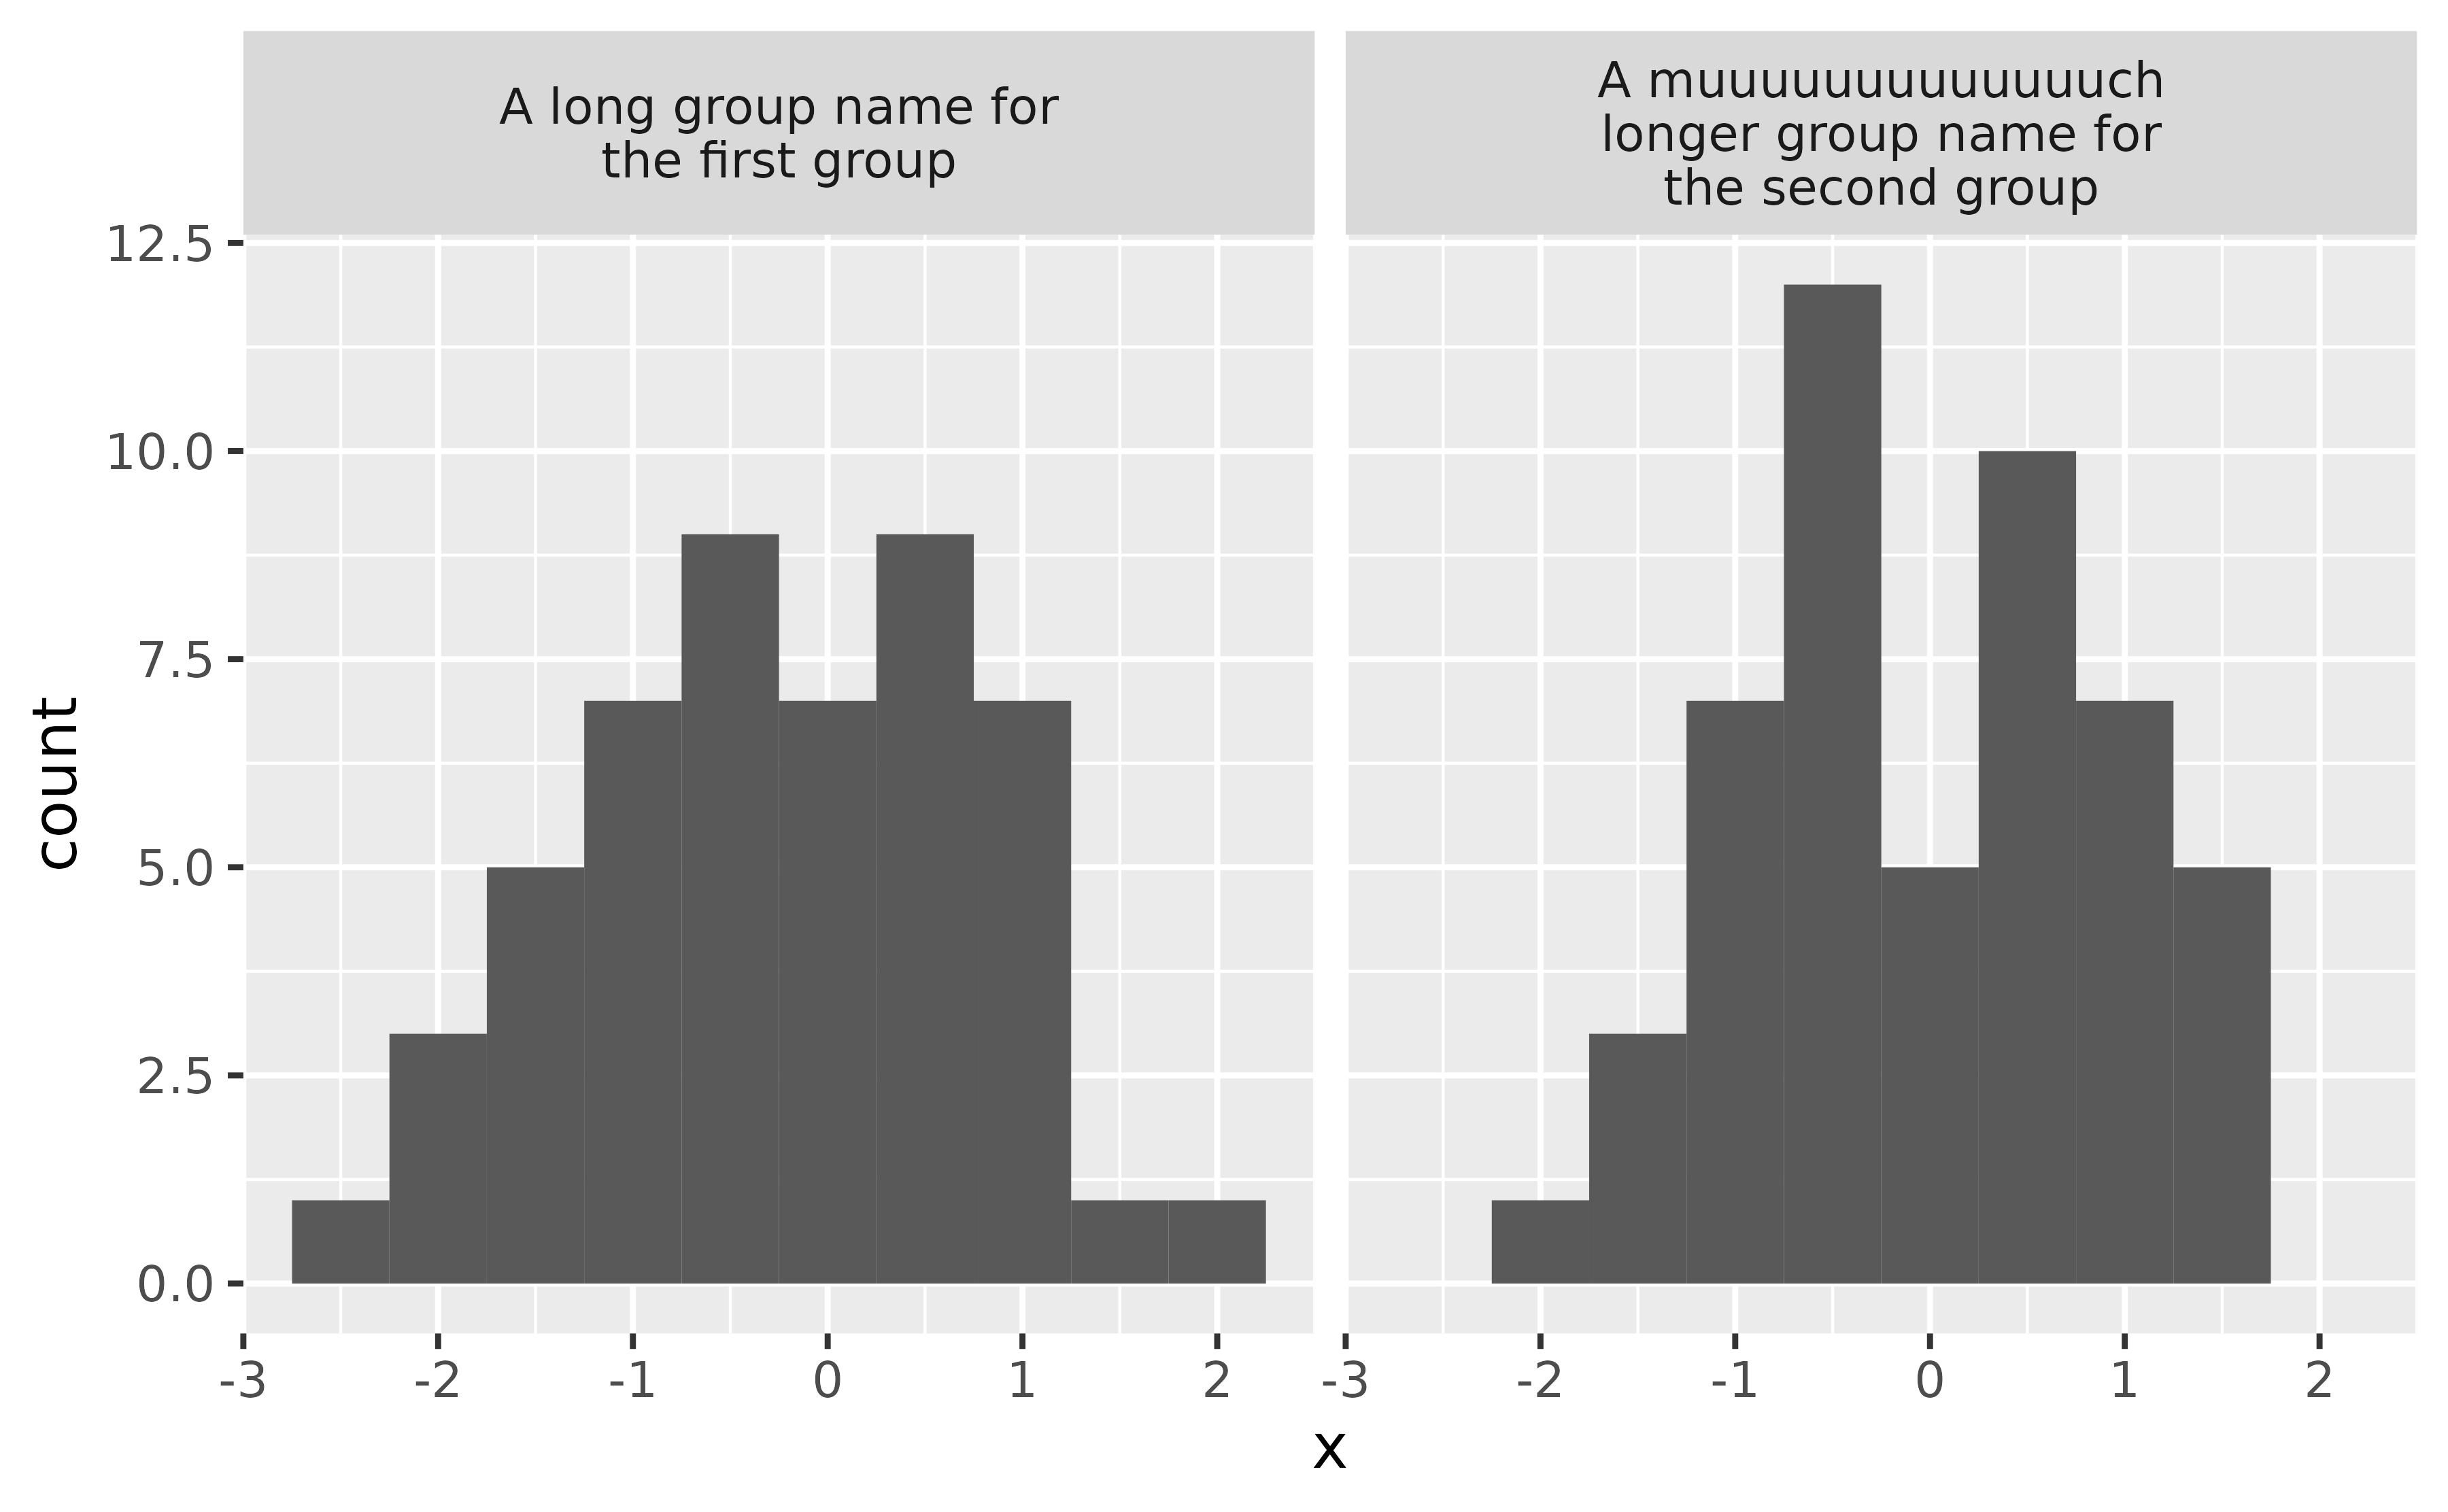 A long group name for
the first group
A muuuuuuuuuuuuuch
longer group name for
the second group
12.5
10.0
7.5
5.0
2.5
0.0
count
-3 -2 -1 0 1 2
-3 -2 -1 0 1 2
x